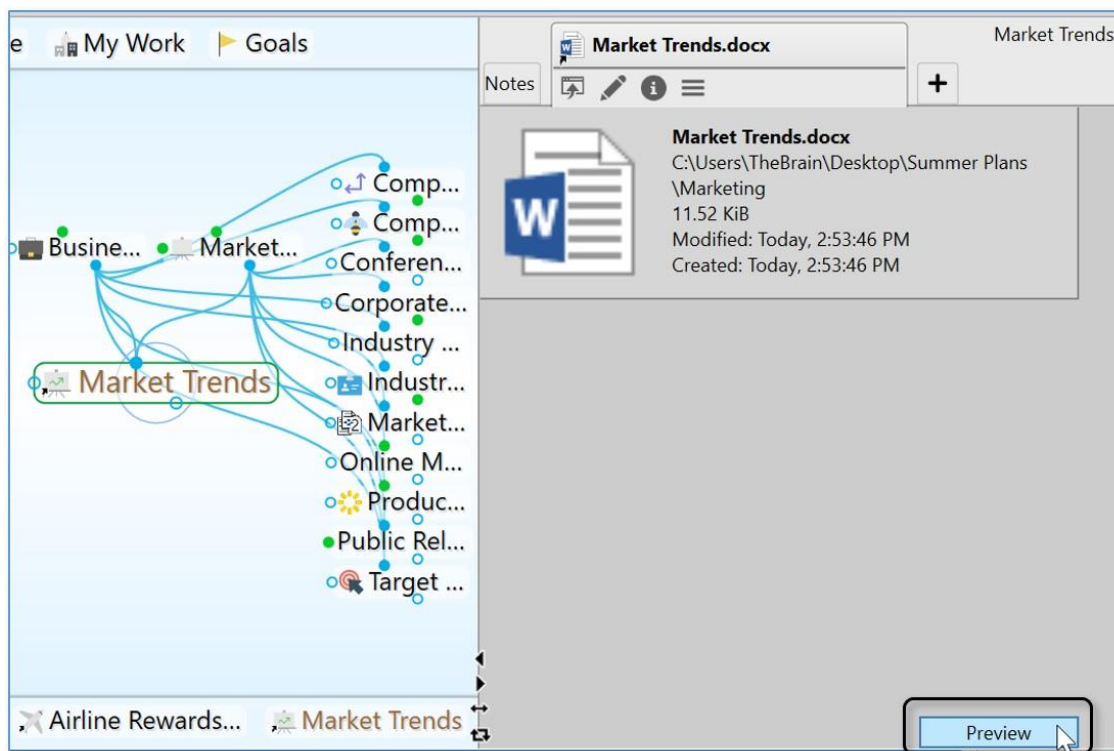 e
My Work
Goals
Market Trends.docx
Market Trends
Notes
Market Trends.docx
C:\Users\TheBrain\Desktop\Summer Plans
\Marketing
11.52 KiB
Modified: Today, 2:53:46 PM
Created: Today, 2:53:46 PM
Comp...
Comp...
Busine...
Market...
Conferen...
Corporate...
Industry ...
Market Trends
Industr...
Market...
Online M...
Produc...
Public Rel...
Target ...
Airline Rewards...
Market Trends
Preview